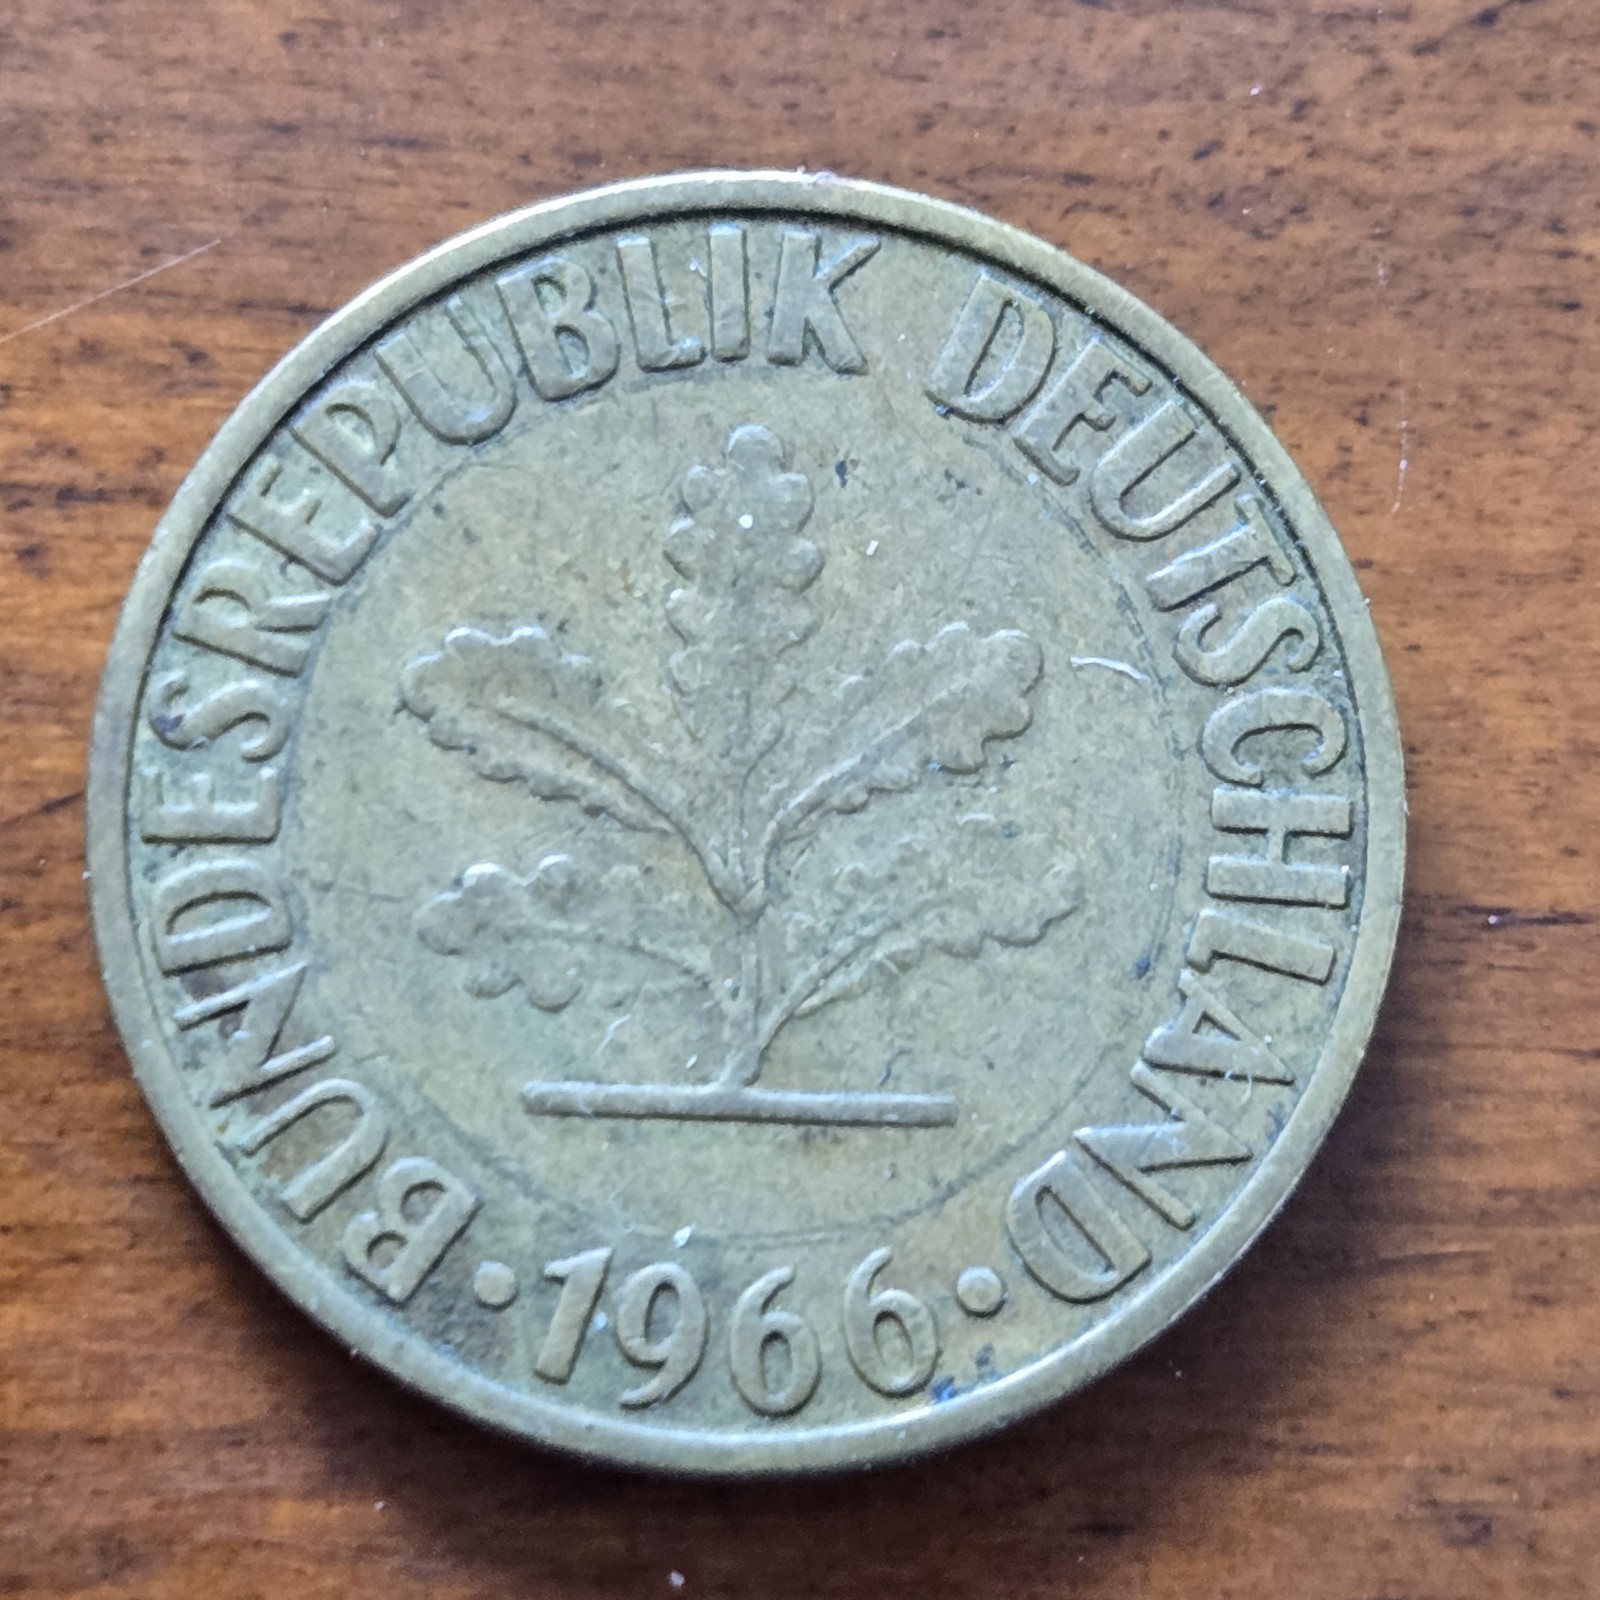 BUNDESREPUBLIK DEUTSCHLAND
· 1966 ·